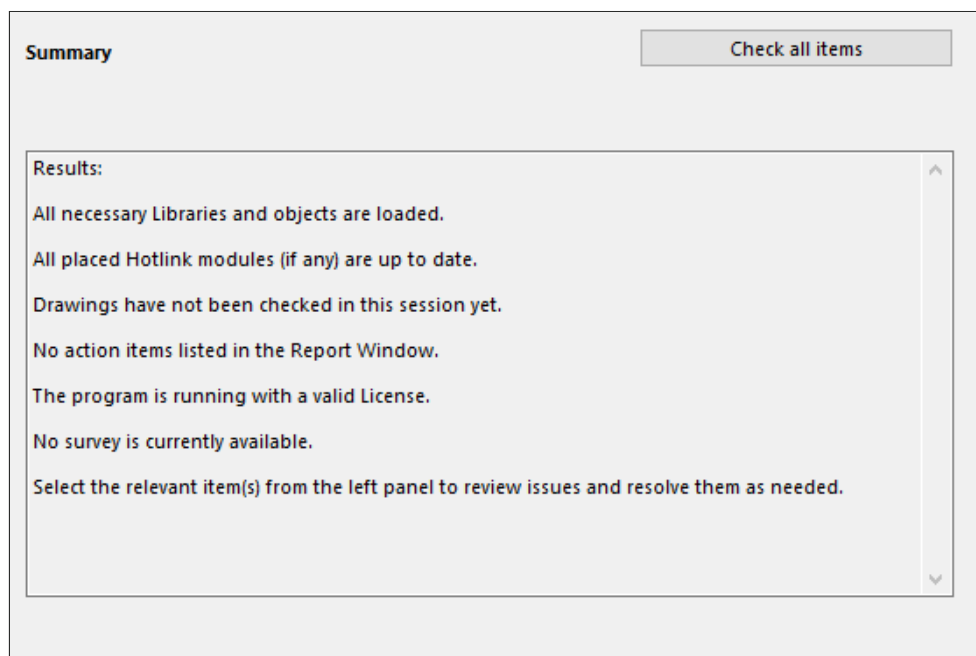 Summary
Check all items
Results:
All necessary Libraries and objects are loaded.
All placed Hotlink modules (if any) are up to date.
Drawings have not been checked in this session yet.
No action items listed in the Report Window.
The program is running with a valid License.
No survey is currently available.
Select the relevant item(s) from the left panel to review issues and resolve them as needed.